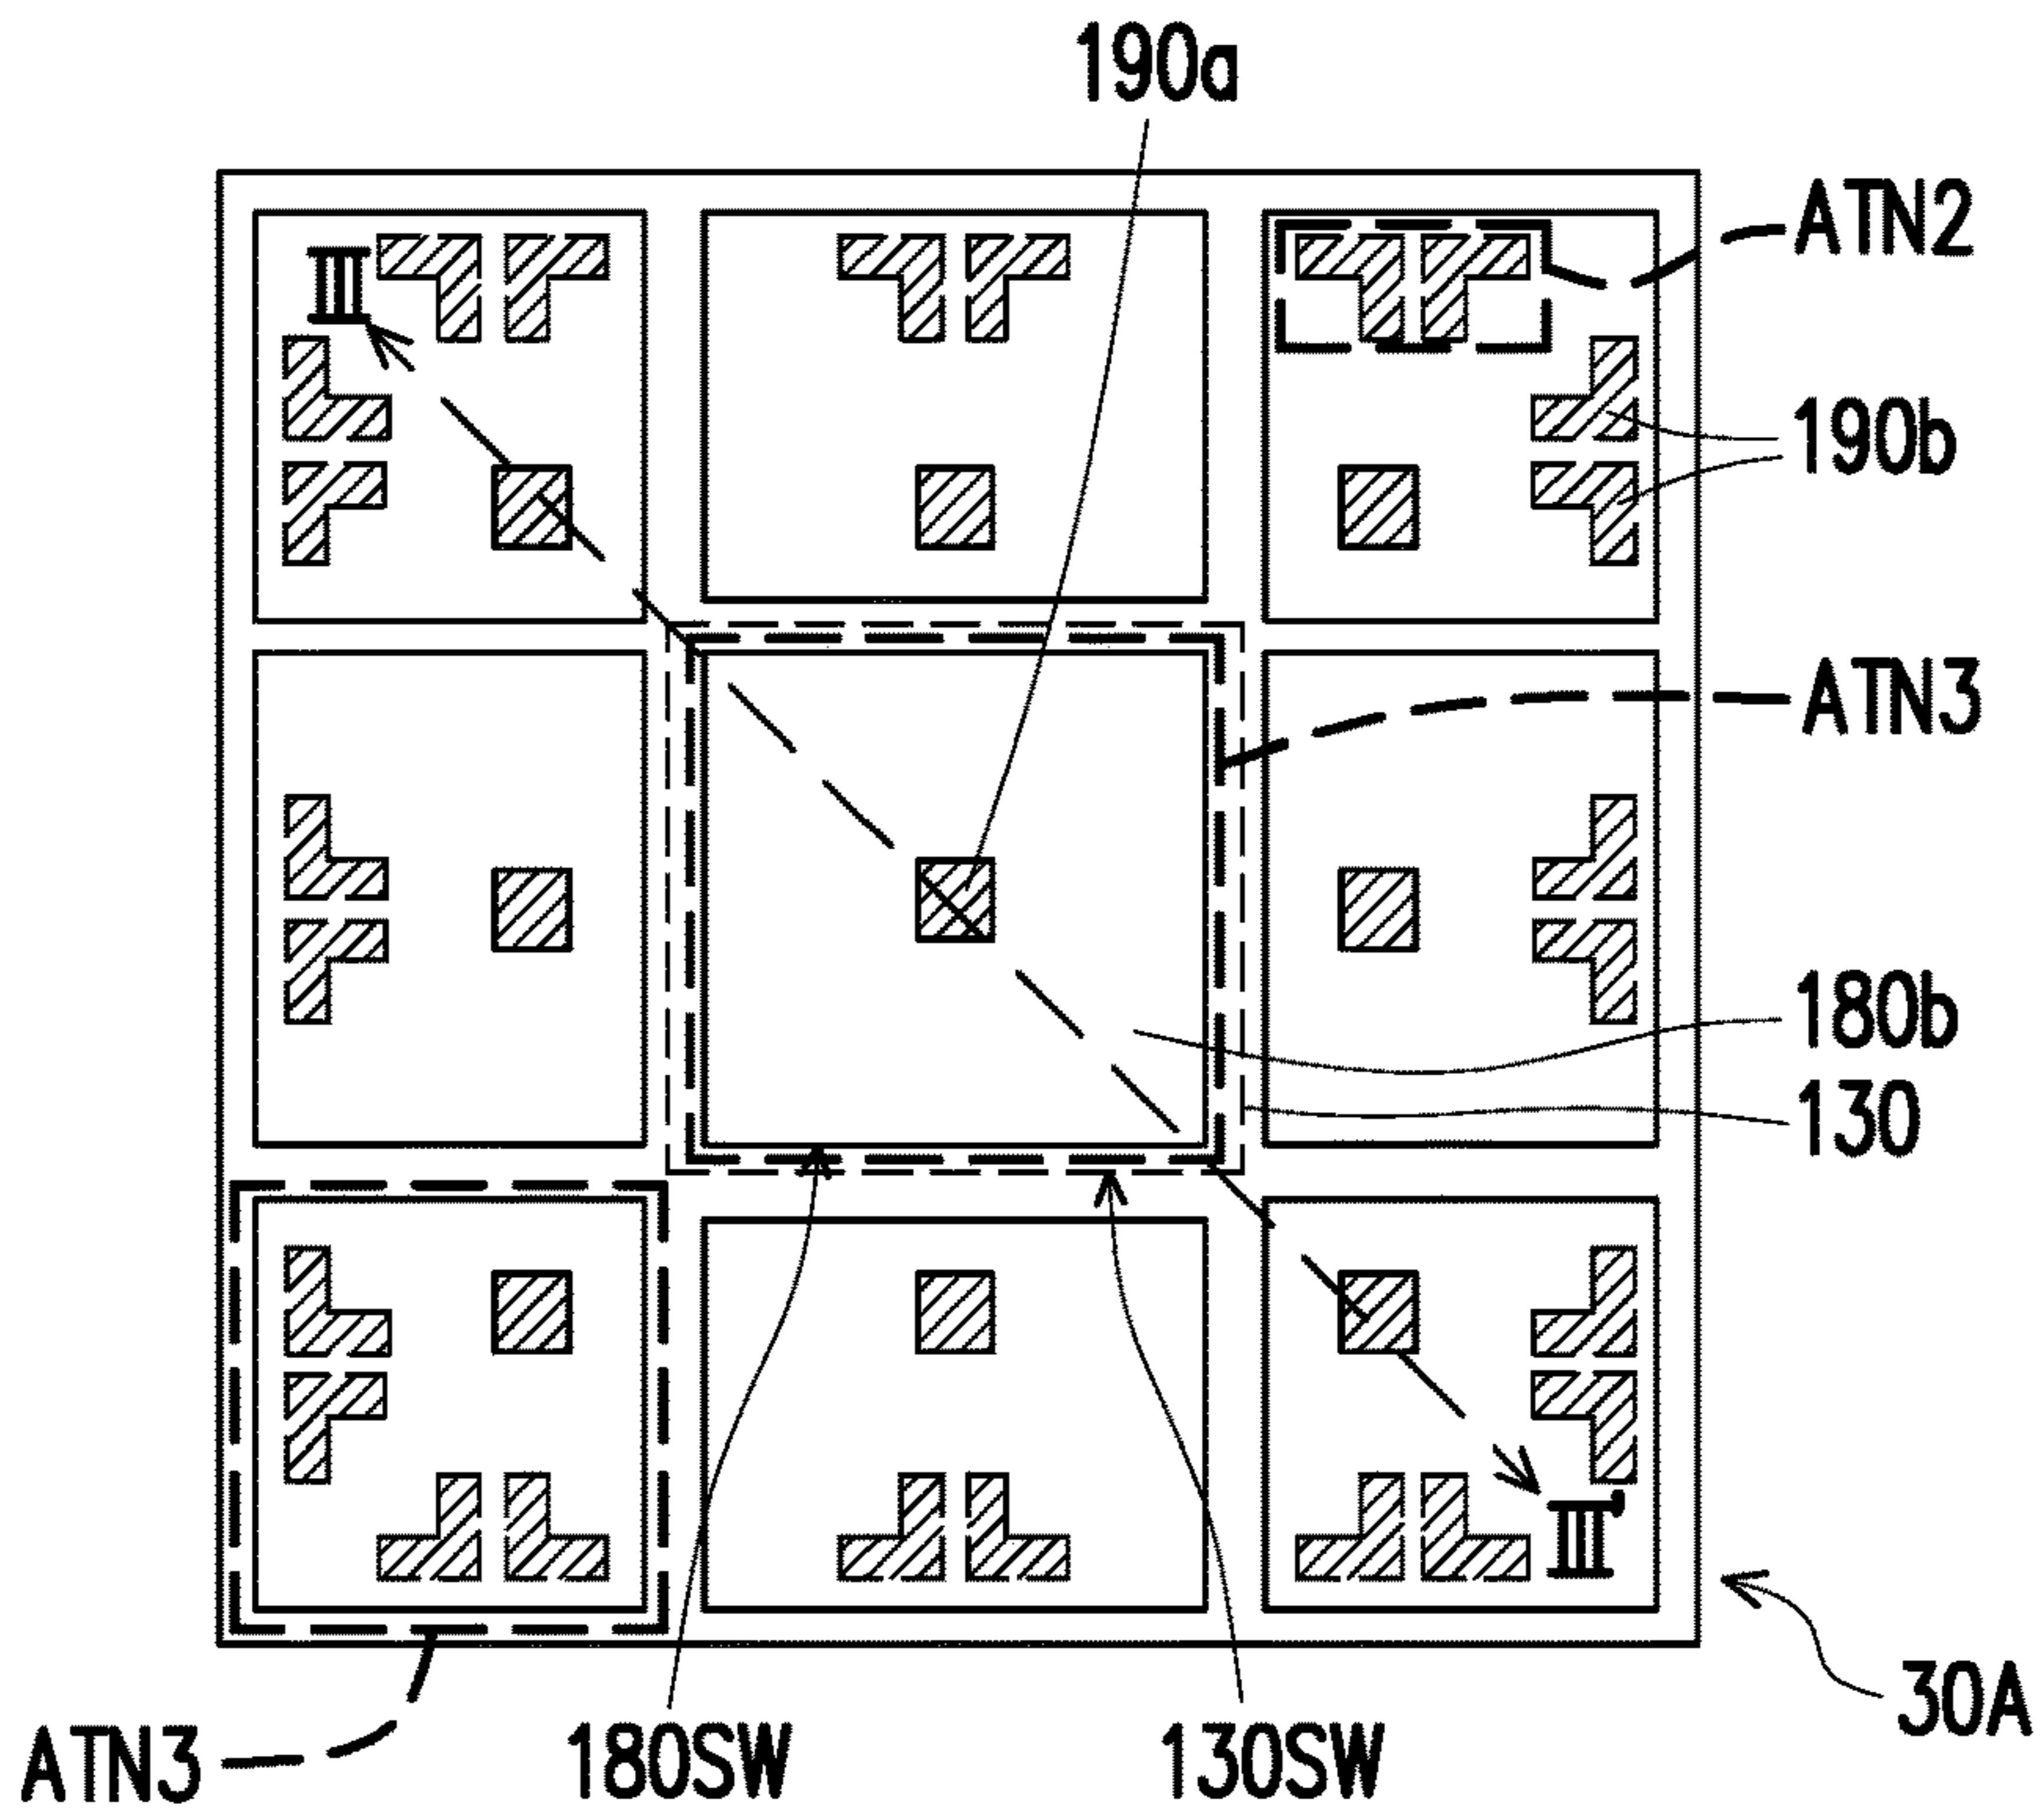 190a
ATN2
III
190b
ATN3
180b
130
III'
30A
ATN3
180SW
130SW